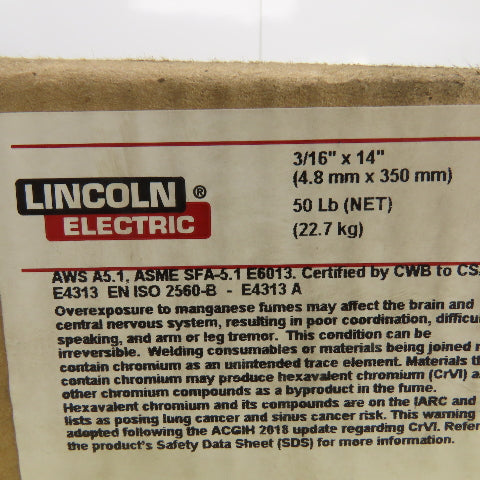 3/16" x 14"
(4.8 mm x 350 mm)
LINCOLN ®
ELECTRIC
50 Lb (NET)
(22.7 kg)
AWS A5.1, ASME SFA-5.1 E6013. Certified by CWB to
E4313 EN ISO 2560-B - E4313 A
Overexposure to manganese fumes may affect the brain and
central nervous system, resulting in poor coordination,
speaking, and arm or leg tremor. This condition can be
irreversible. Welding consumables or materials being joined
contain chromium as an unintended trace element. Materials
contain chromium may produce hexavalent chromium (CrVI)
other chromium compounds as a byproduct in the fume.
Hexavalent chromium and its compounds are on the IARC and
lists as posing lung cancer and sinus cancer risk. This warning
adopted following the ACGIH 2018 update regarding CrVI. Refer
the product's Safety Data Sheet (SDS) for more information.